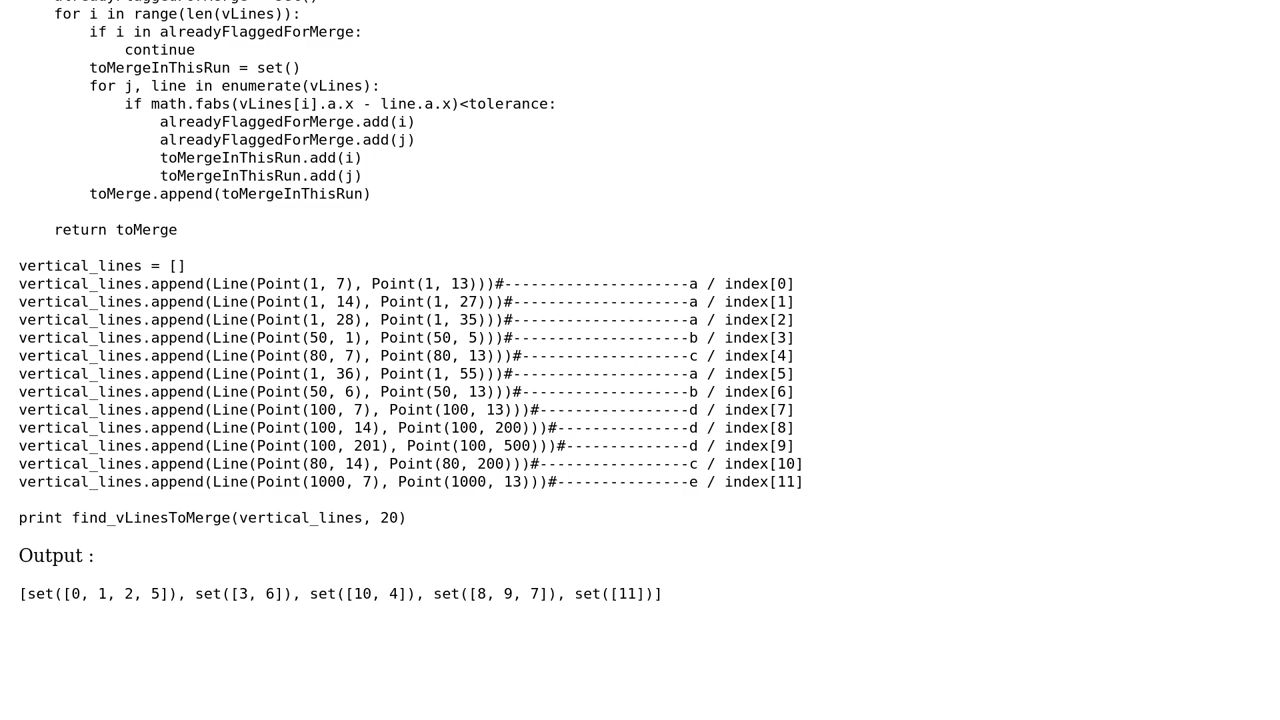 for i in range(len(vLines)):
        if i in alreadyFlaggedForMerge:
            continue
        toMergeInThisRun = set()
        for j, line in enumerate(vLines):
            if math.fabs(vLines[i].a.x - line.a.x)<tolerance:
                alreadyFlaggedForMerge.add(i)
                alreadyFlaggedForMerge.add(j)
                toMergeInThisRun.add(i)
                toMergeInThisRun.add(j)
        toMerge.append(toMergeInThisRun)

    return toMerge

vertical_lines = []
vertical_lines.append(Line(Point(1, 7), Point(1, 13)))#---------------------a / index[0]
vertical_lines.append(Line(Point(1, 14), Point(1, 27)))#--------------------a / index[1]
vertical_lines.append(Line(Point(1, 28), Point(1, 35)))#--------------------a / index[2]
vertical_lines.append(Line(Point(50, 1), Point(50, 5)))#--------------------b / index[3]
vertical_lines.append(Line(Point(80, 7), Point(80, 13)))#-------------------c / index[4]
vertical_lines.append(Line(Point(1, 36), Point(1, 55)))#--------------------a / index[5]
vertical_lines.append(Line(Point(50, 6), Point(50, 13)))#-------------------b / index[6]
vertical_lines.append(Line(Point(100, 7), Point(100, 13)))#-----------------d / index[7]
vertical_lines.append(Line(Point(100, 14), Point(100, 200)))#---------------d / index[8]
vertical_lines.append(Line(Point(100, 201), Point(100, 500)))#--------------d / index[9]
vertical_lines.append(Line(Point(80, 14), Point(80, 200)))#-----------------c / index[10]
vertical_lines.append(Line(Point(1000, 7), Point(1000, 13)))#---------------e / index[11]

print find_vLinesToMerge(vertical_lines, 20)

Output :

[set([0, 1, 2, 5]), set([3, 6]), set([10, 4]), set([8, 9, 7]), set([11])]